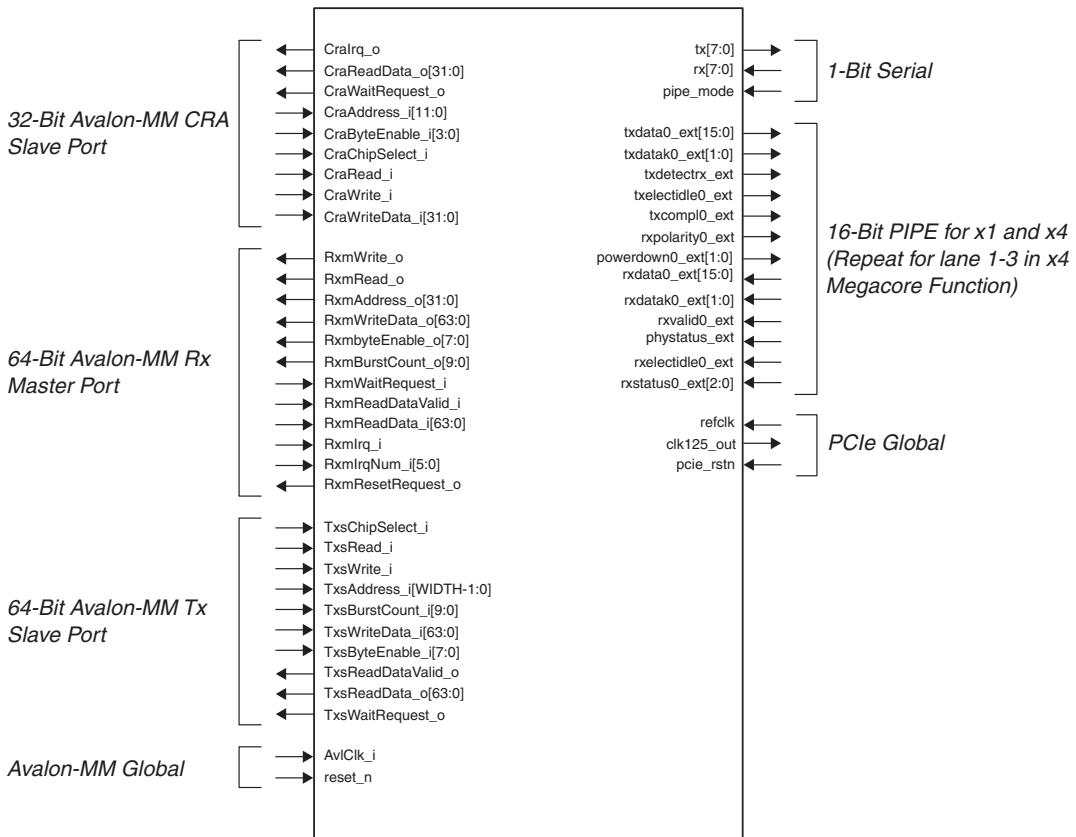 32-Bit Avalon-MM CRA
Slave Port
CraIrq_o
CraReadData_o[31:0]
CraWaitRequest_o
CraAddress_i[11:0]
CraByteEnable_i[3:0]
CraChipSelect_i
CraRead_i
CraWrite_i
CraWriteData_i[31:0]
64-Bit Avalon-MM Rx
Master Port
RxmWrite_o
RxmRead_o
RxmAddress_o[31:0]
RxmWriteData_o[63:0]
RxmbyteEnable_o[7:0]
RxmBurstCount_o[9:0]
RxmWaitRequest_i
RxmReadDataValid_i
RxmReadData_i[63:0]
RxmIrq_i
RxmIrqNum_i[5:0]
RxmResetRequest_o
64-Bit Avalon-MM Tx
Slave Port
TxsChipSelect_i
TxsRead_i
TxsWrite_i
TxsAddress_i[WIDTH-1:0]
TxsBurstCount_i[9:0]
TxsWriteData_i[63:0]
TxsByteEnable_i[7:0]
TxsReadDataValid_o
TxsReadData_o[63:0]
TxsWaitRequest_o
Avalon-MM Global
AvlClk_i
reset_n
tx[7:0]
rx[7:0]
pipe_mode
1-Bit Serial
txdata0_ext[15:0]
txdatak0_ext[1:0]
txdetectrx_ext
txelectidle0_ext
txcompl0_ext
rxpolarity0_ext
powerdown0_ext[1:0]
rxdata0_ext[15:0]
rxdatak0_ext[1:0]
rxvalid0_ext
phystatus_ext
rxelectidle0_ext
rxstatus0_ext[2:0]
16-Bit PIPE for x1 and x4
(Repeat for lane 1-3 in x4
Megacore Function)
refclk
clk125_out
pcie_rstn
PCIe Global